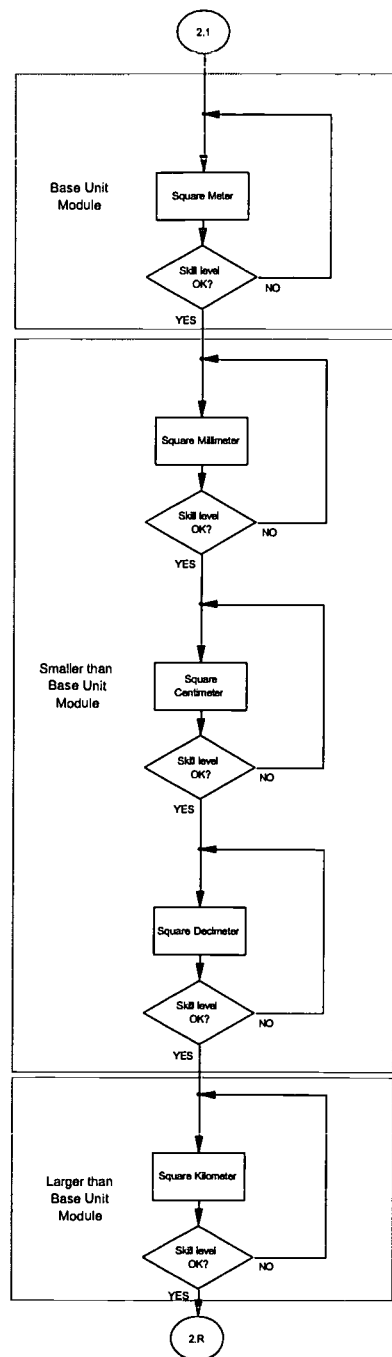 2.1
Base Unit
Module
Square Meter
Skill level
OK?
NO
YES
Square Millimeter
Skill level
OK?
NO
YES
Smaller than
Base Unit
Module
Square
Centimeter
Skill level
OK?
NO
YES
Square Decimeter
Skill level
OK?
NO
YES
Larger than
Base Unit
Module
Square Kilometer
Skill level
OK?
NO
YES
2.R